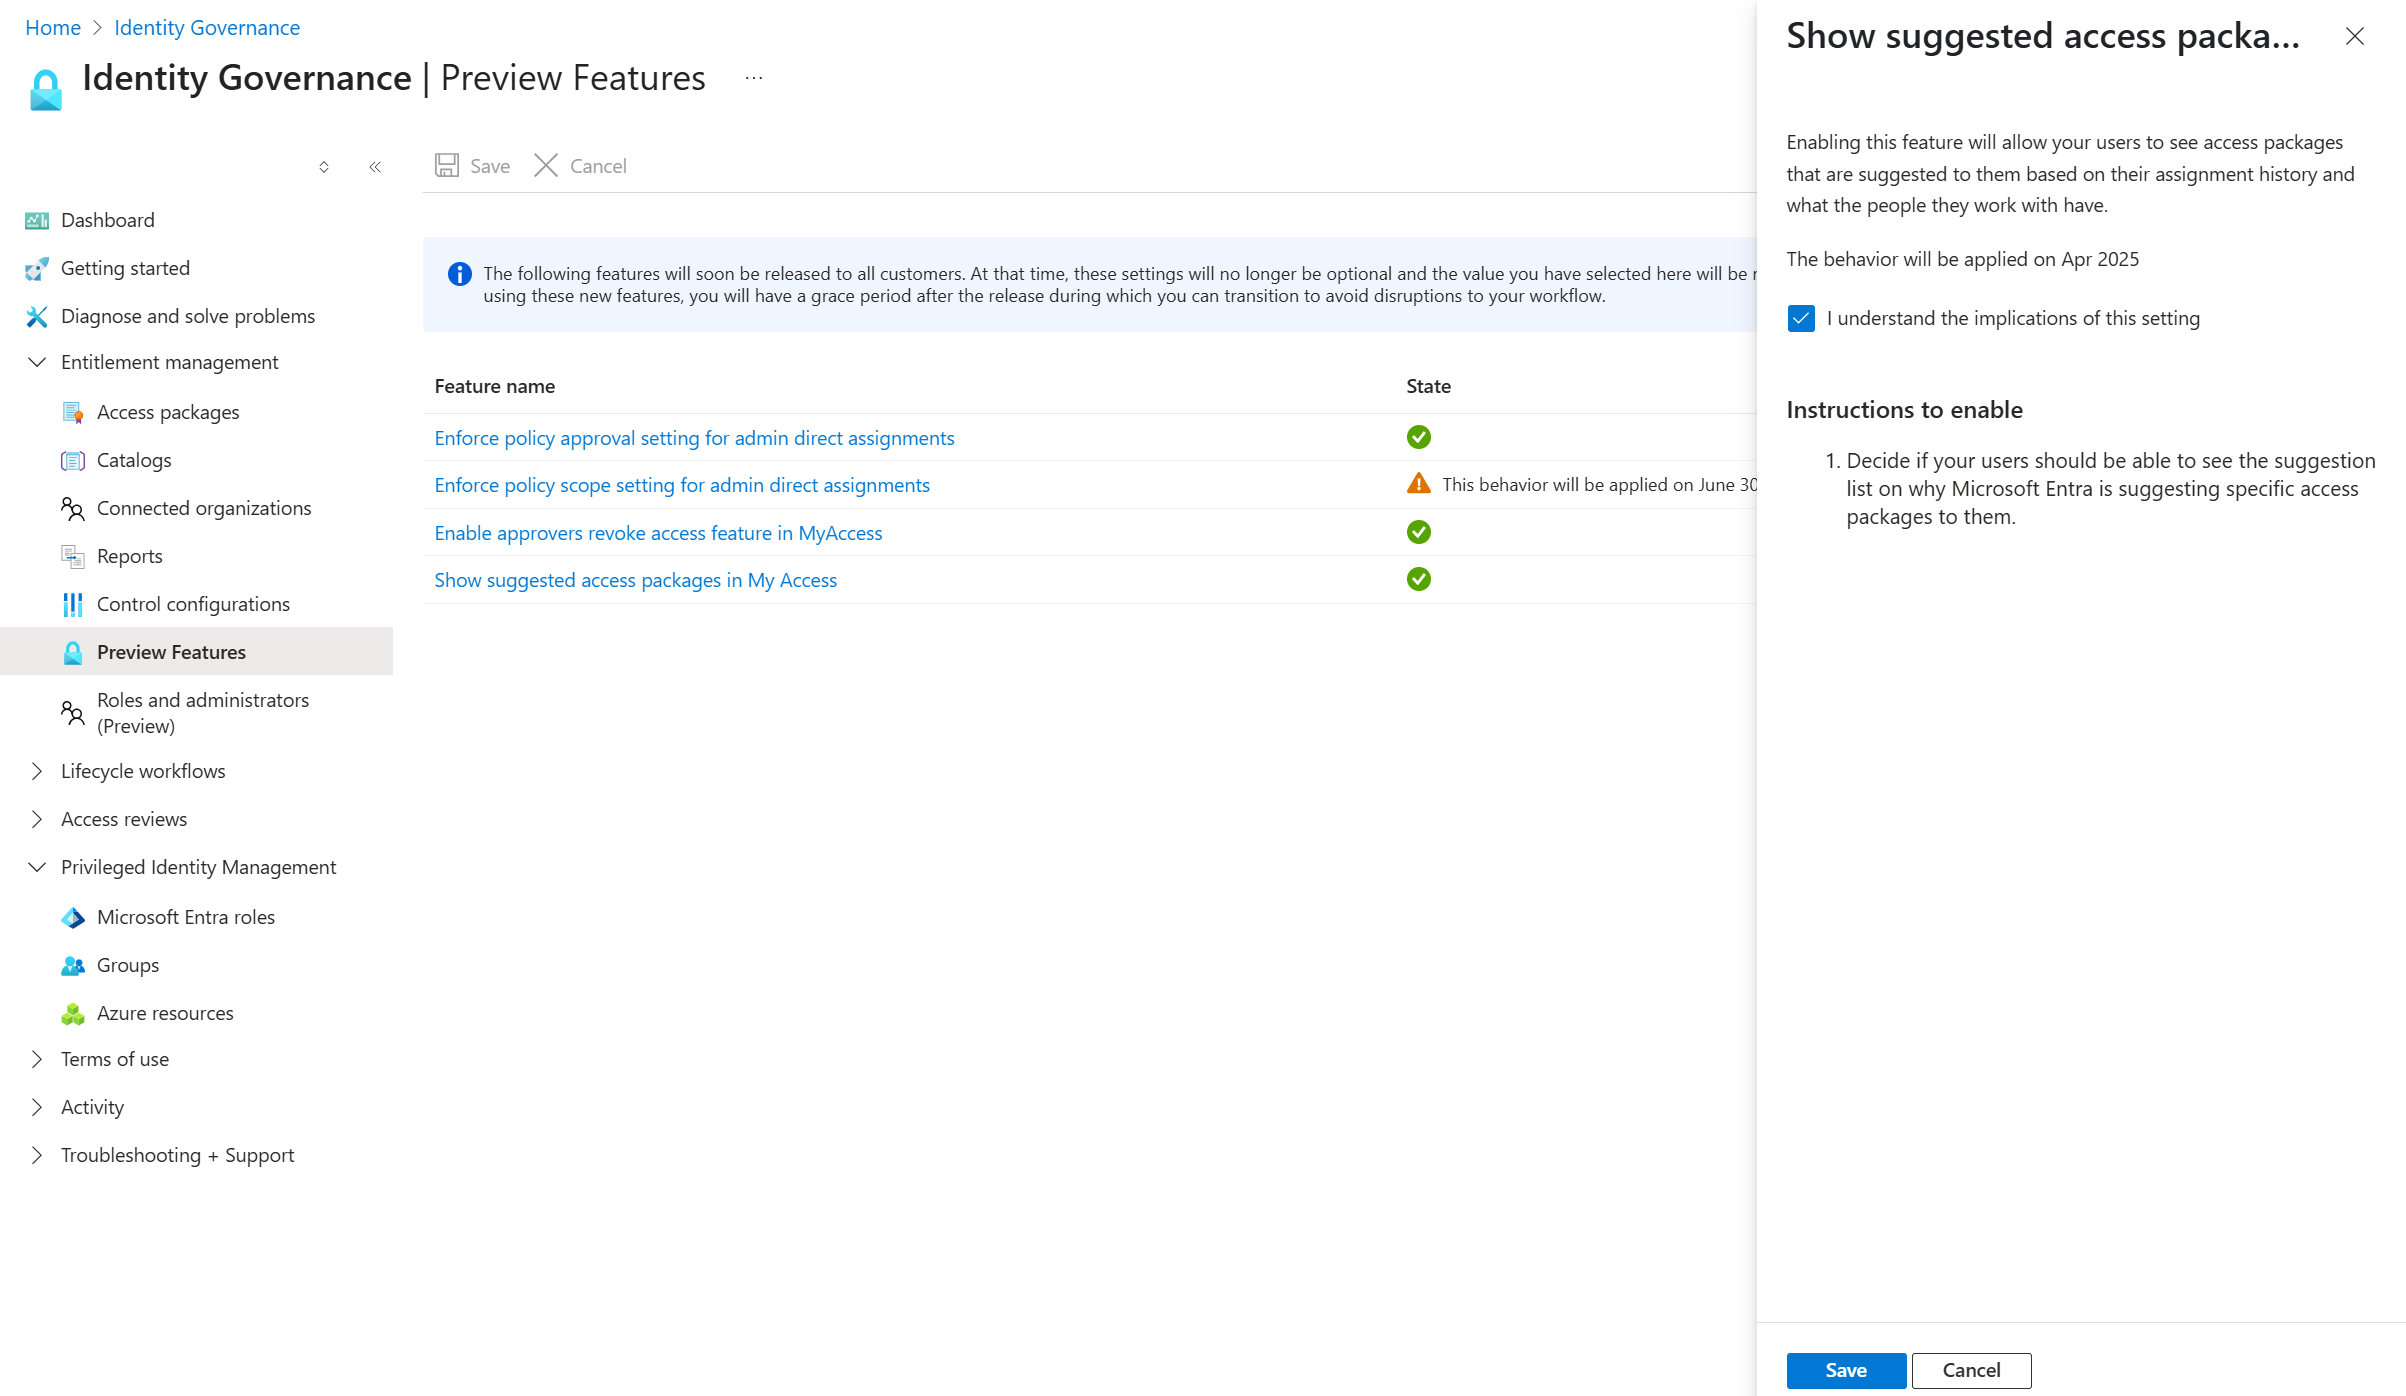 Home > Identity Governance
Identity Governance | Preview Features ...
Save Cancel
Dashboard
Getting started
Diagnose and solve problems
Entitlement management
Access packages
Catalogs
Connected organizations
Reports
Control configurations
Preview Features
Roles and administrators
(Preview)
Lifecycle workflows
Access reviews
Privileged Identity Management
Microsoft Entra roles
Groups
Azure resources
Terms of use
Activity
Troubleshooting + Support
The following features will soon be released to all customers. At that time, these settings will no longer be optional and the value you have selected here will be
using these new features, you will have a grace period after the release during which you can transition to avoid disruptions to your workflow.
Feature name State
Enforce policy approval setting for admin direct assignments
Enforce policy scope setting for admin direct assignments This behavior will be applied on June 30
Enable approvers revoke access feature in MyAccess
Show suggested access packages in My Access
Show suggested access packa...
Enabling this feature will allow your users to see access packages
that are suggested to them based on their assignment history and
what the people they work with have.
The behavior will be applied on Apr 2025
I understand the implications of this setting
Instructions to enable
1. Decide if your users should be able to see the suggestion
list on why Microsoft Entra is suggesting specific access
packages to them.
Save Cancel